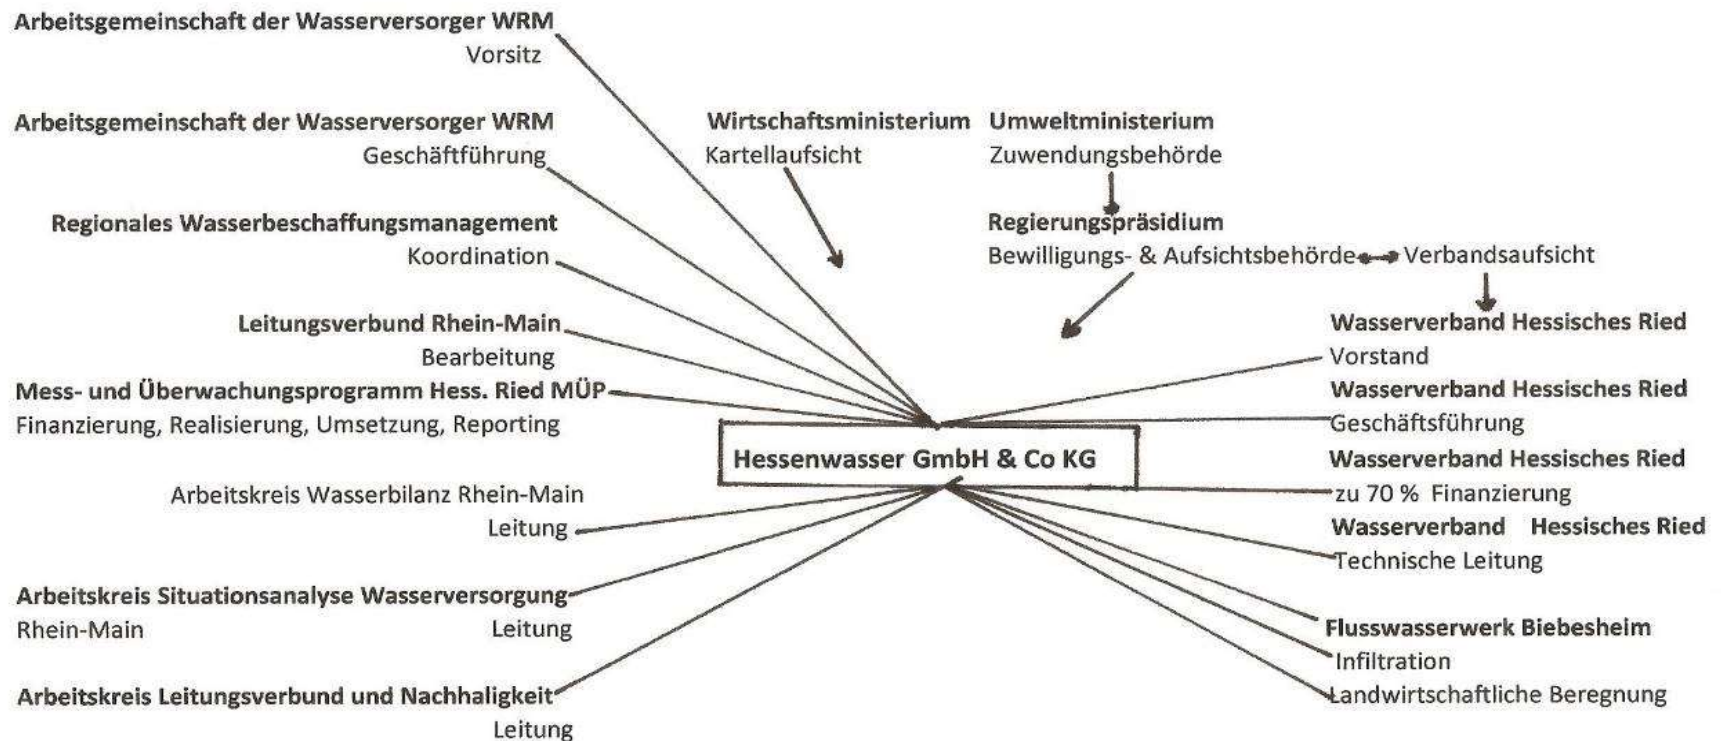 Arbeitsgemeinschaft der Wasserversorger WRM
Vorsitz
Arbeitsgemeinschaft der Wasserversorger WRM
Geschäftführung
Wirtschaftsministerium
Kartellaufsicht
Umweltministerium
Zuwendungsbehörde
Regionales Wasserbeschaffungsmanagement
Koordination
Regierungspräsidium
Bewilligungs- & Aufsichtsbehörde
Verbandsaufsicht
Leitungsverbund Rhein-Main
Bearbeitung
Mess- und Überwachungsprogramm Hess. Ried MÜP
Finanzierung, Realisierung, Umsetzung, Reporting
Wasserverband Hessisches Ried
Vorstand
Wasserverband Hessisches Ried
Geschäftsführung
Hessenwasser GmbH & Co KG
Wasserverband Hessisches Ried
zu 70 % Finanzierung
Wasserverband Hessisches Ried
Technische Leitung
Arbeitskreis Wasserbilanz Rhein-Main
Leitung
Arbeitskreis Situationsanalyse Wasserversorgung
Rhein-Main Leitung
Flusswasserwerk Biebesheim
Infiltration
Landwirtschaftliche Beregnung
Arbeitskreis Leitungsverbund und Nachhaligkeit
Leitung